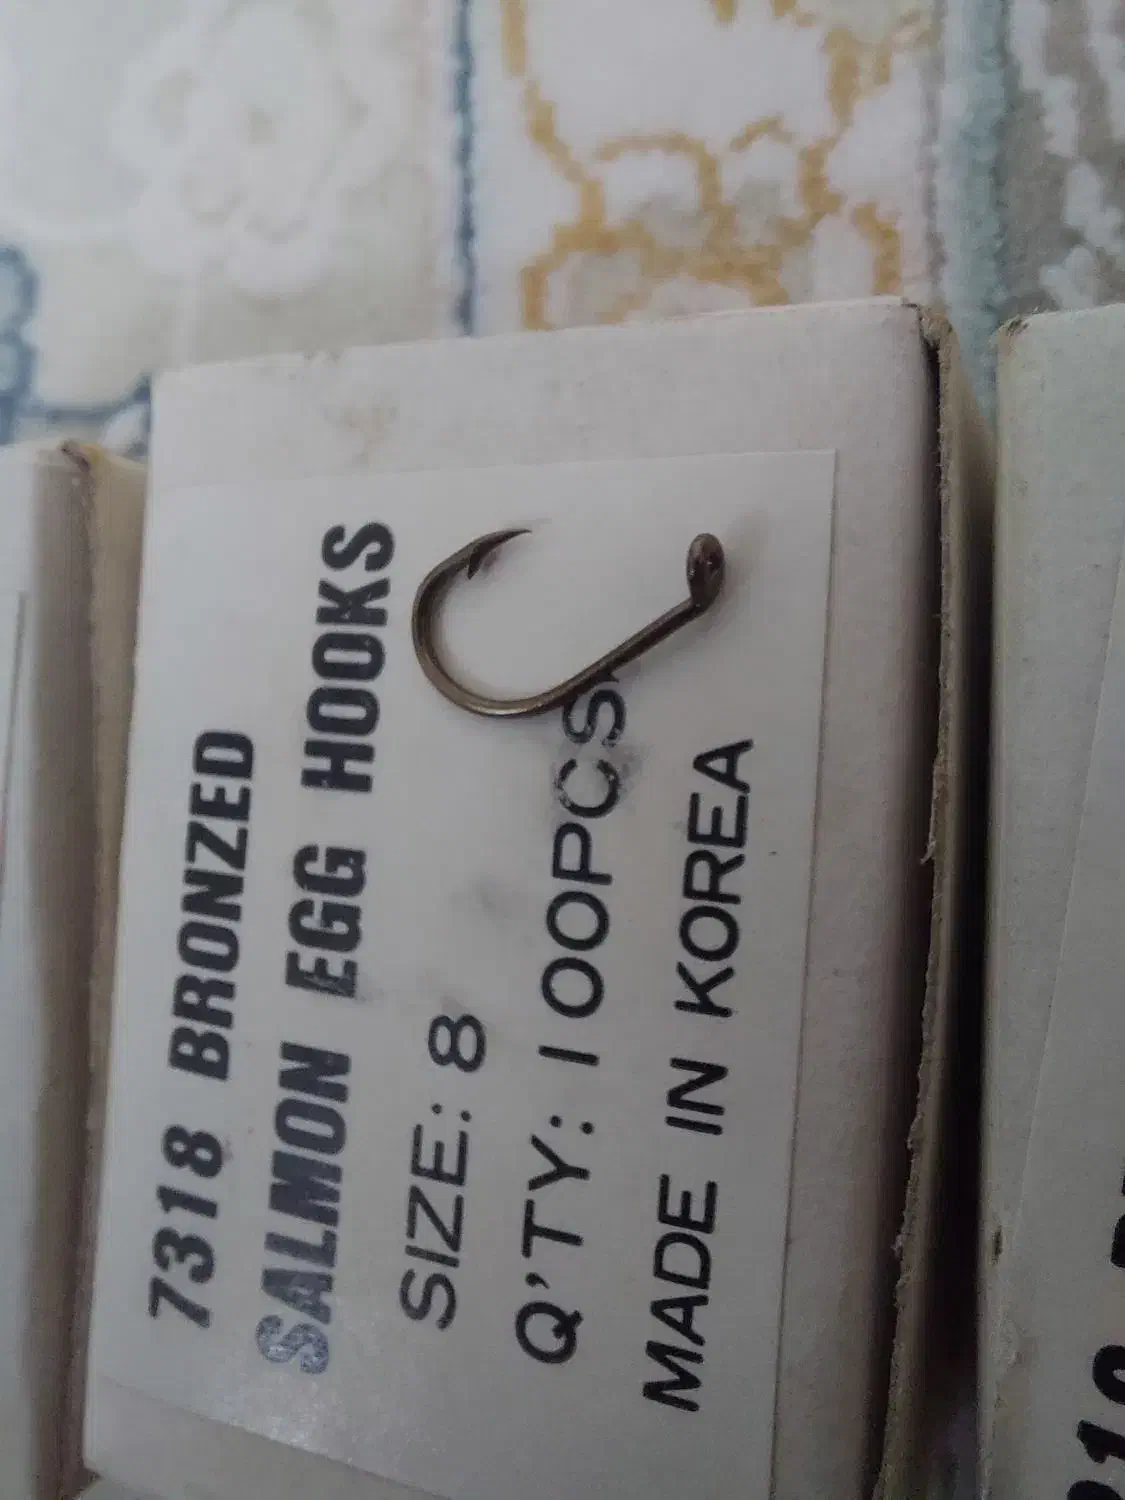 7318 BRONZED
SALMON EGG HOOKS
SIZE: 8
Q'TY: 100PCS
MADE IN KOREA